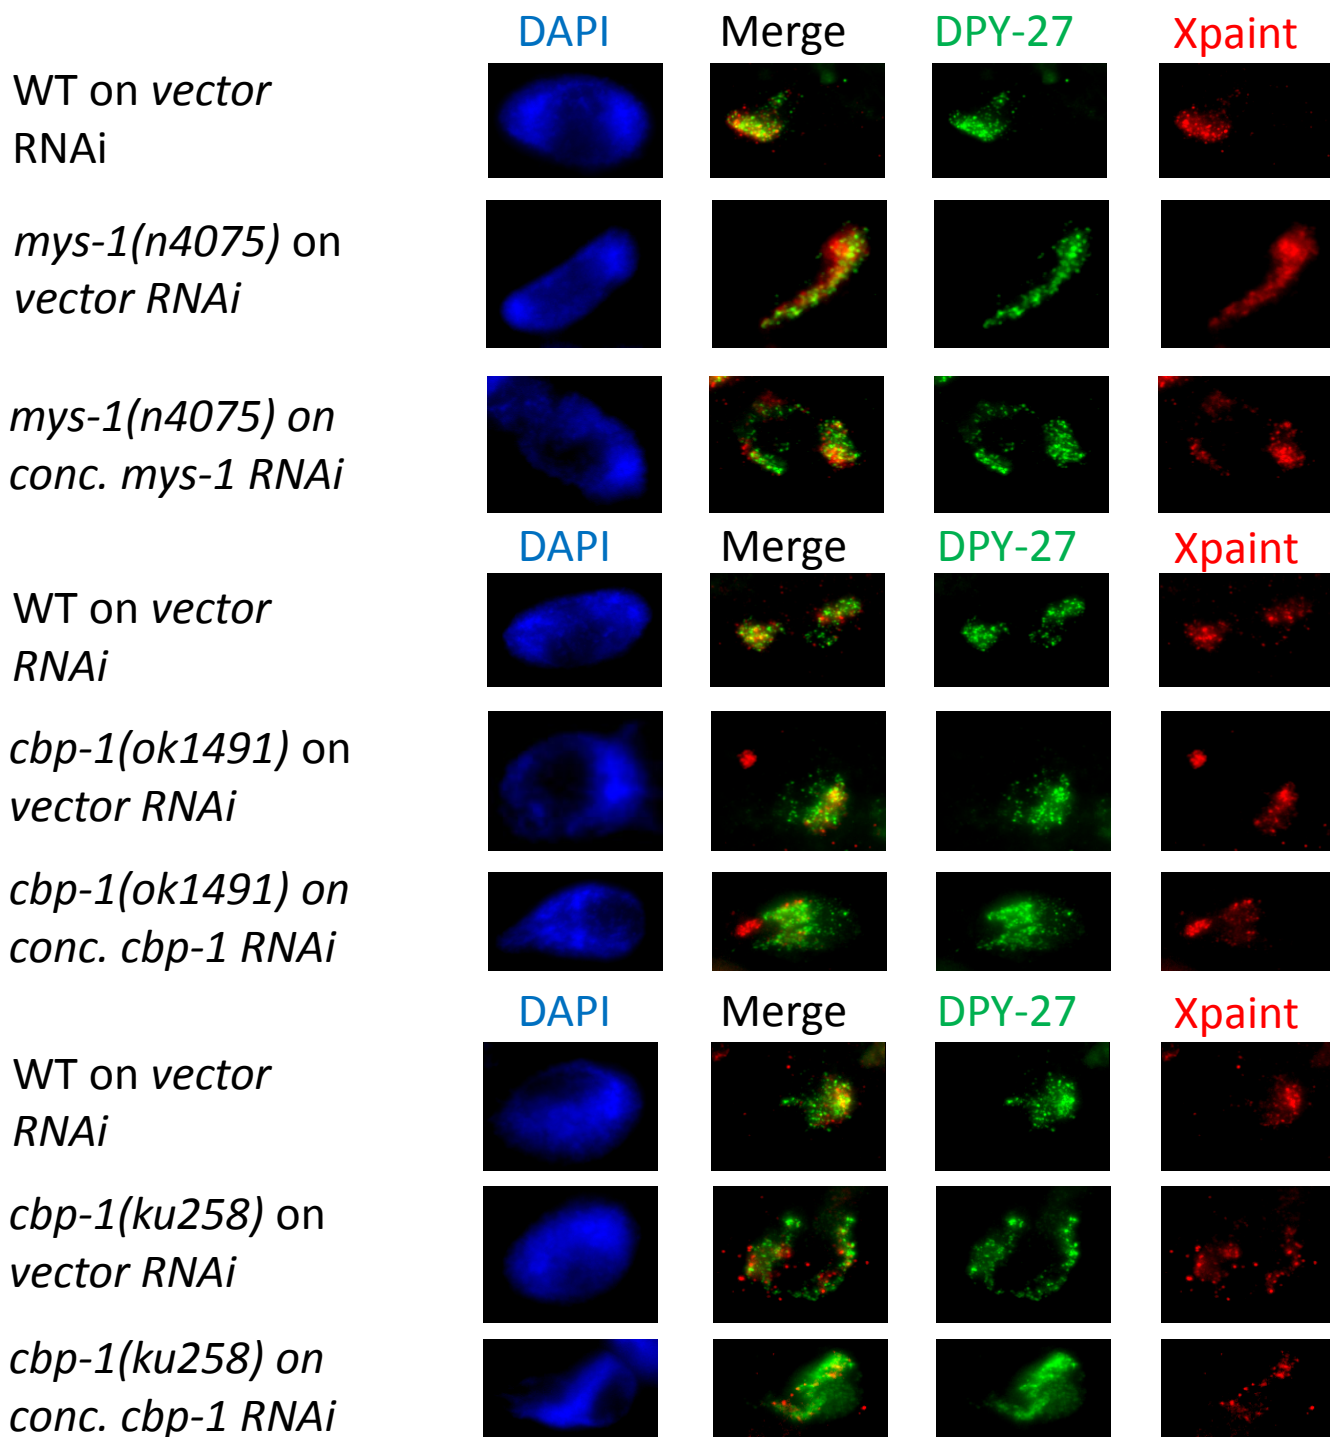 DAPI Merge DPY-27 Xpaint
WT on vector
RNAi
mys-1(n4075) on
vector RNAi
mys-1(n4075) on
conc. mys-1 RNAi
DAPI Merge DPY-27 Xpaint
WT on vector
RNAi
cbp-1(ok1491) on
vector RNAi
cbp-1(ok1491) on
conc. cbp-1 RNAi
DAPI Merge DPY-27 Xpaint
WT on vector
RNAi
cbp-1(ku258) on
vector RNAi
cbp-1(ku258) on
conc. cbp-1 RNAi